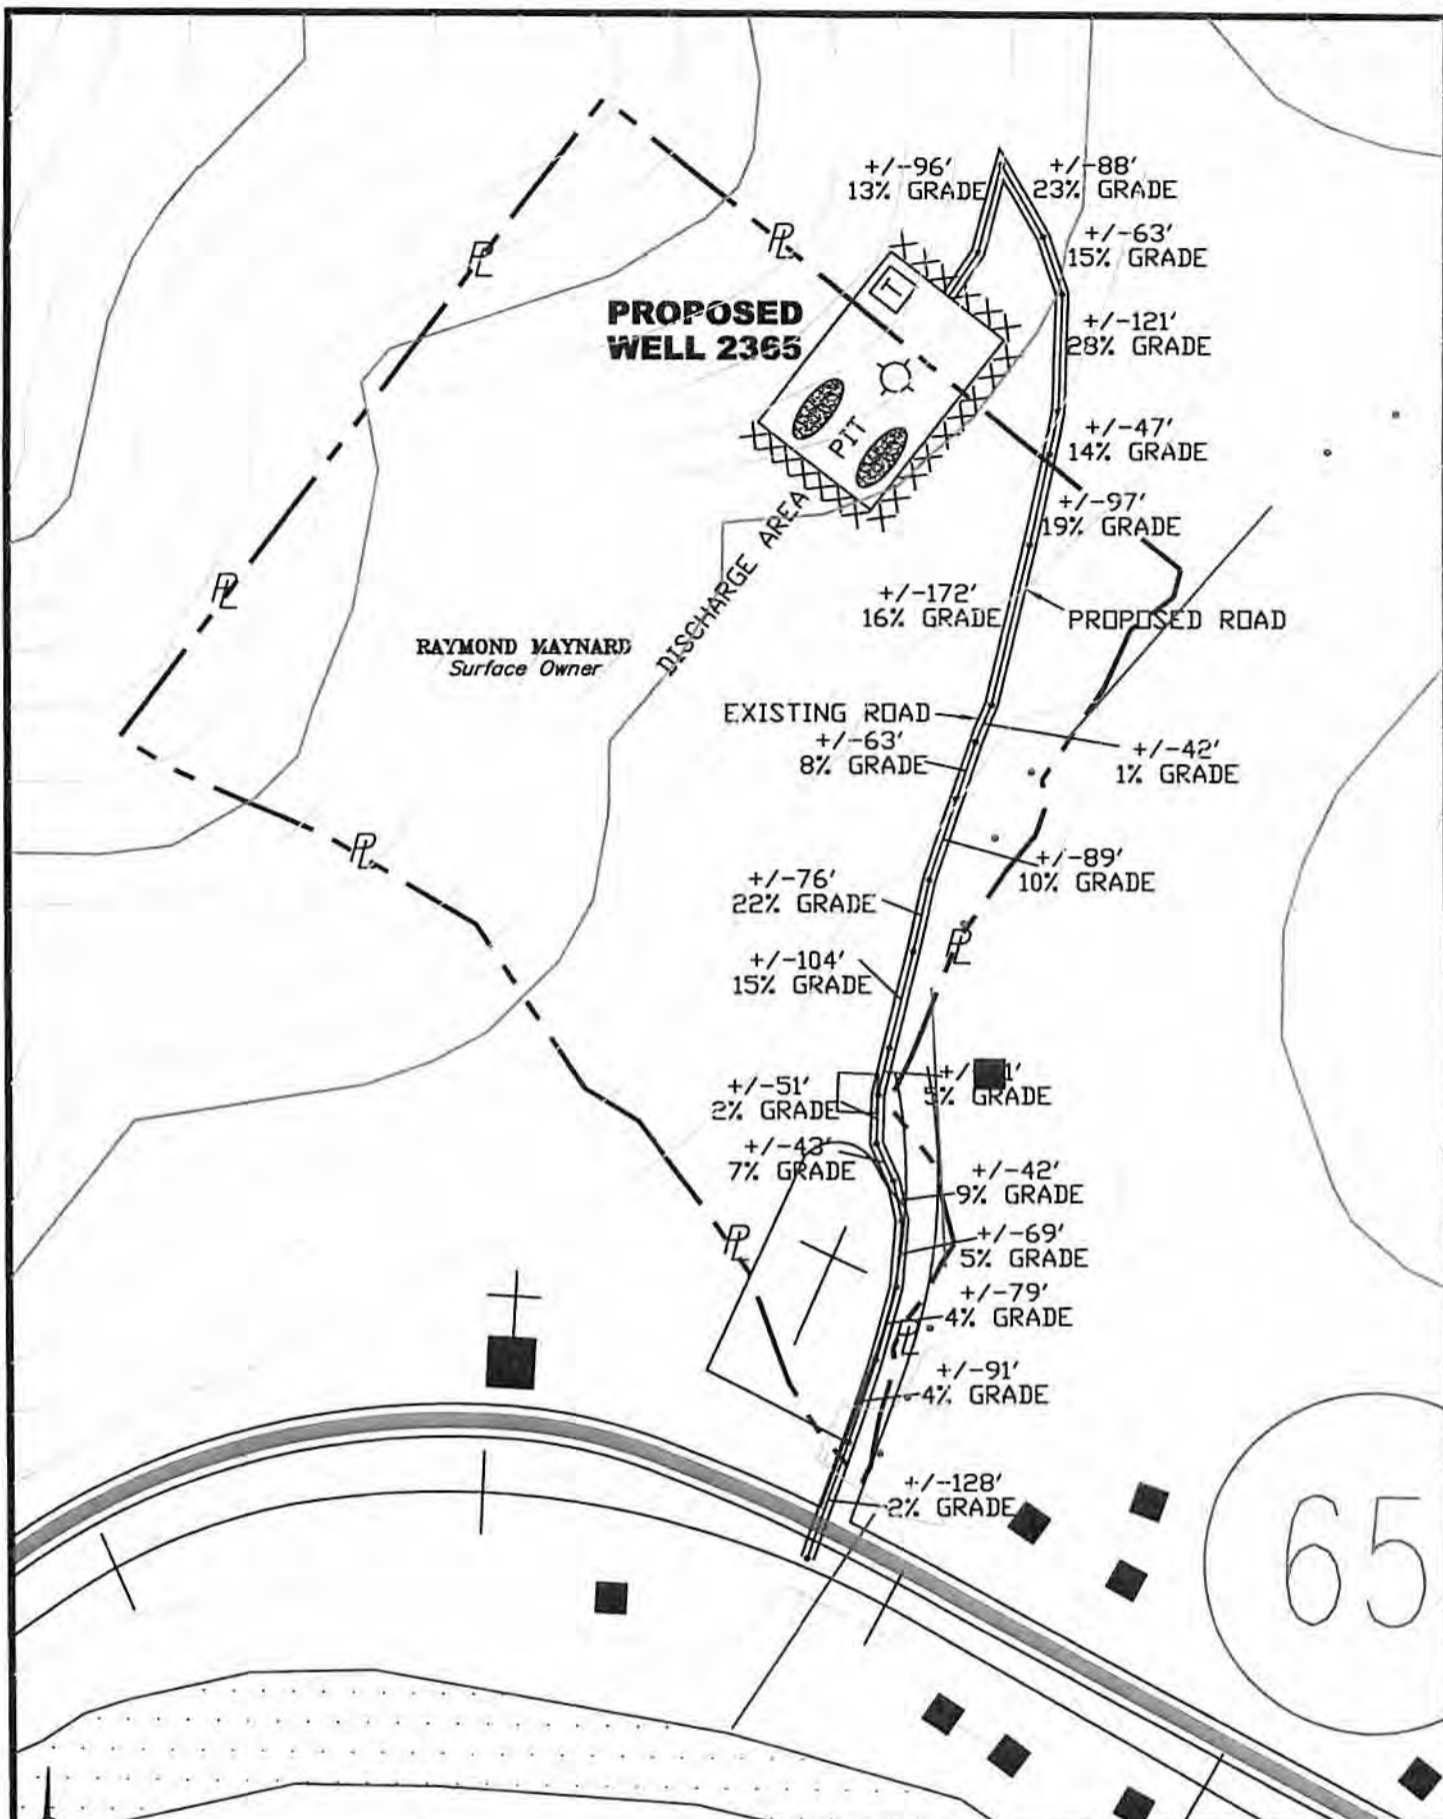 +/-96'
13% GRADE
+/-88'
23% GRADE
+/-63'
15% GRADE
PL
PL
T
PROPOSED
WELL 2365
+/-121'
28% GRADE
PIT
+/-47'
14% GRADE
+/-97'
19% GRADE
DISCHARGE AREA
PL
+/-172'
16% GRADE
PROPOSED ROAD
RAYMOND MAYNARD
Surface Owner
EXISTING ROAD
+/-63'
8% GRADE
+/-42'
1% GRADE
PL
+/-89'
10% GRADE
+/-76'
22% GRADE
PL
+/-104'
15% GRADE
+/-51'
2% GRADE
5% GRADE
+/-43'
7% GRADE
+/-42'
9% GRADE
PL
+/-69'
5% GRADE
+/-79'
4% GRADE
PL
+/-91'
4% GRADE
+/-128'
2% GRADE
65